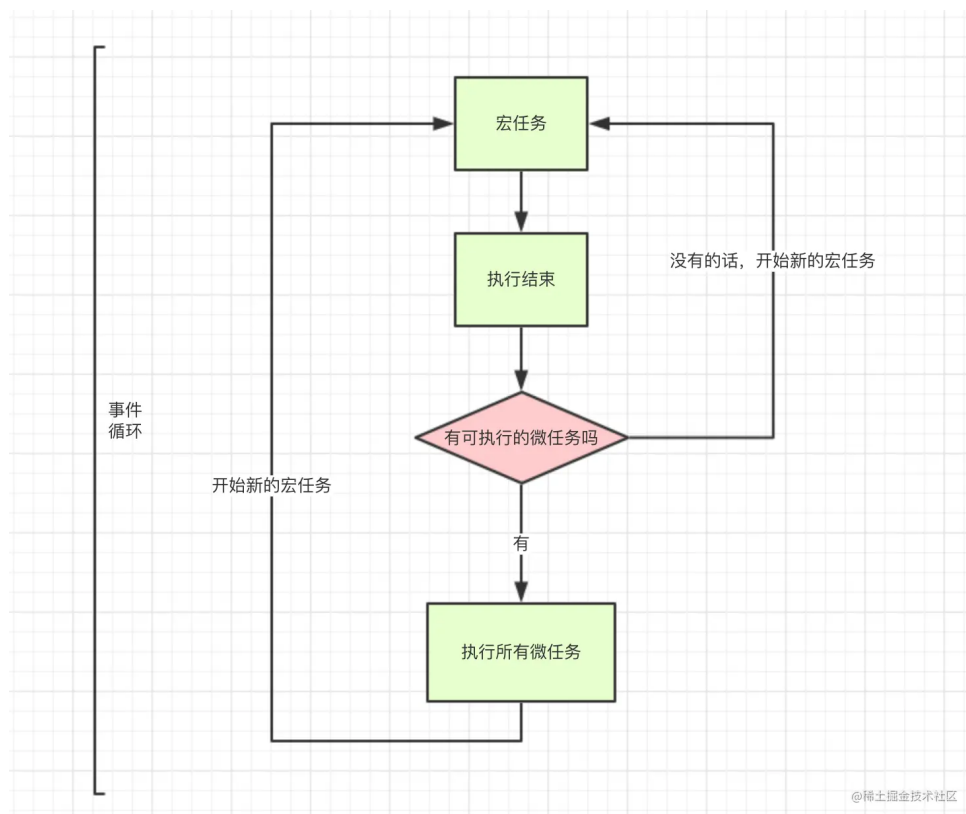 宏任务
执行结束
没有的话，开始新的宏任务
事件
循环
有可执行的微任务吗
开始新的宏任务
有
执行所有微任务
@稀土掘金技术社区